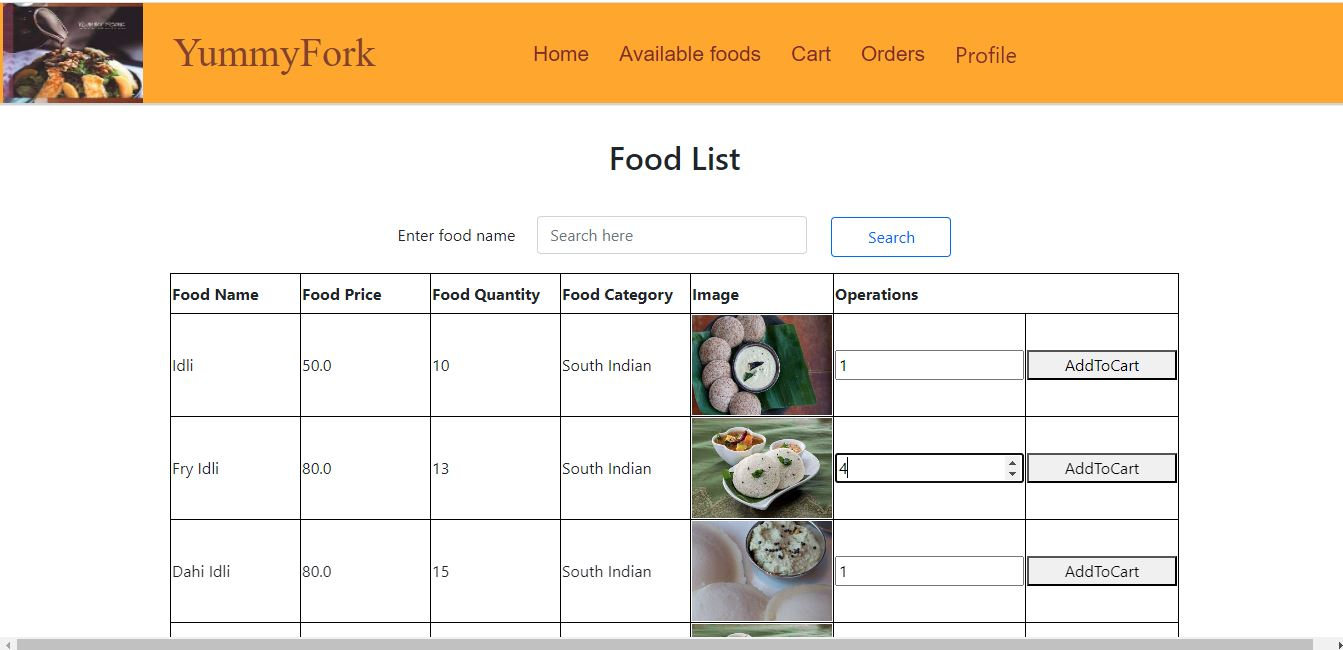 YummyFork Home Available foods Cart Orders Profile
Food List
Enter food name Search here Search
Food Name Food Price Food Quantity Food Category Image Operations
Idli 50.0 10 South Indian 1 AddToCart
Fry Idli 80.0 13 South Indian 4 AddToCart
Dahi Idli 80.0 15 South Indian 1 AddToCart